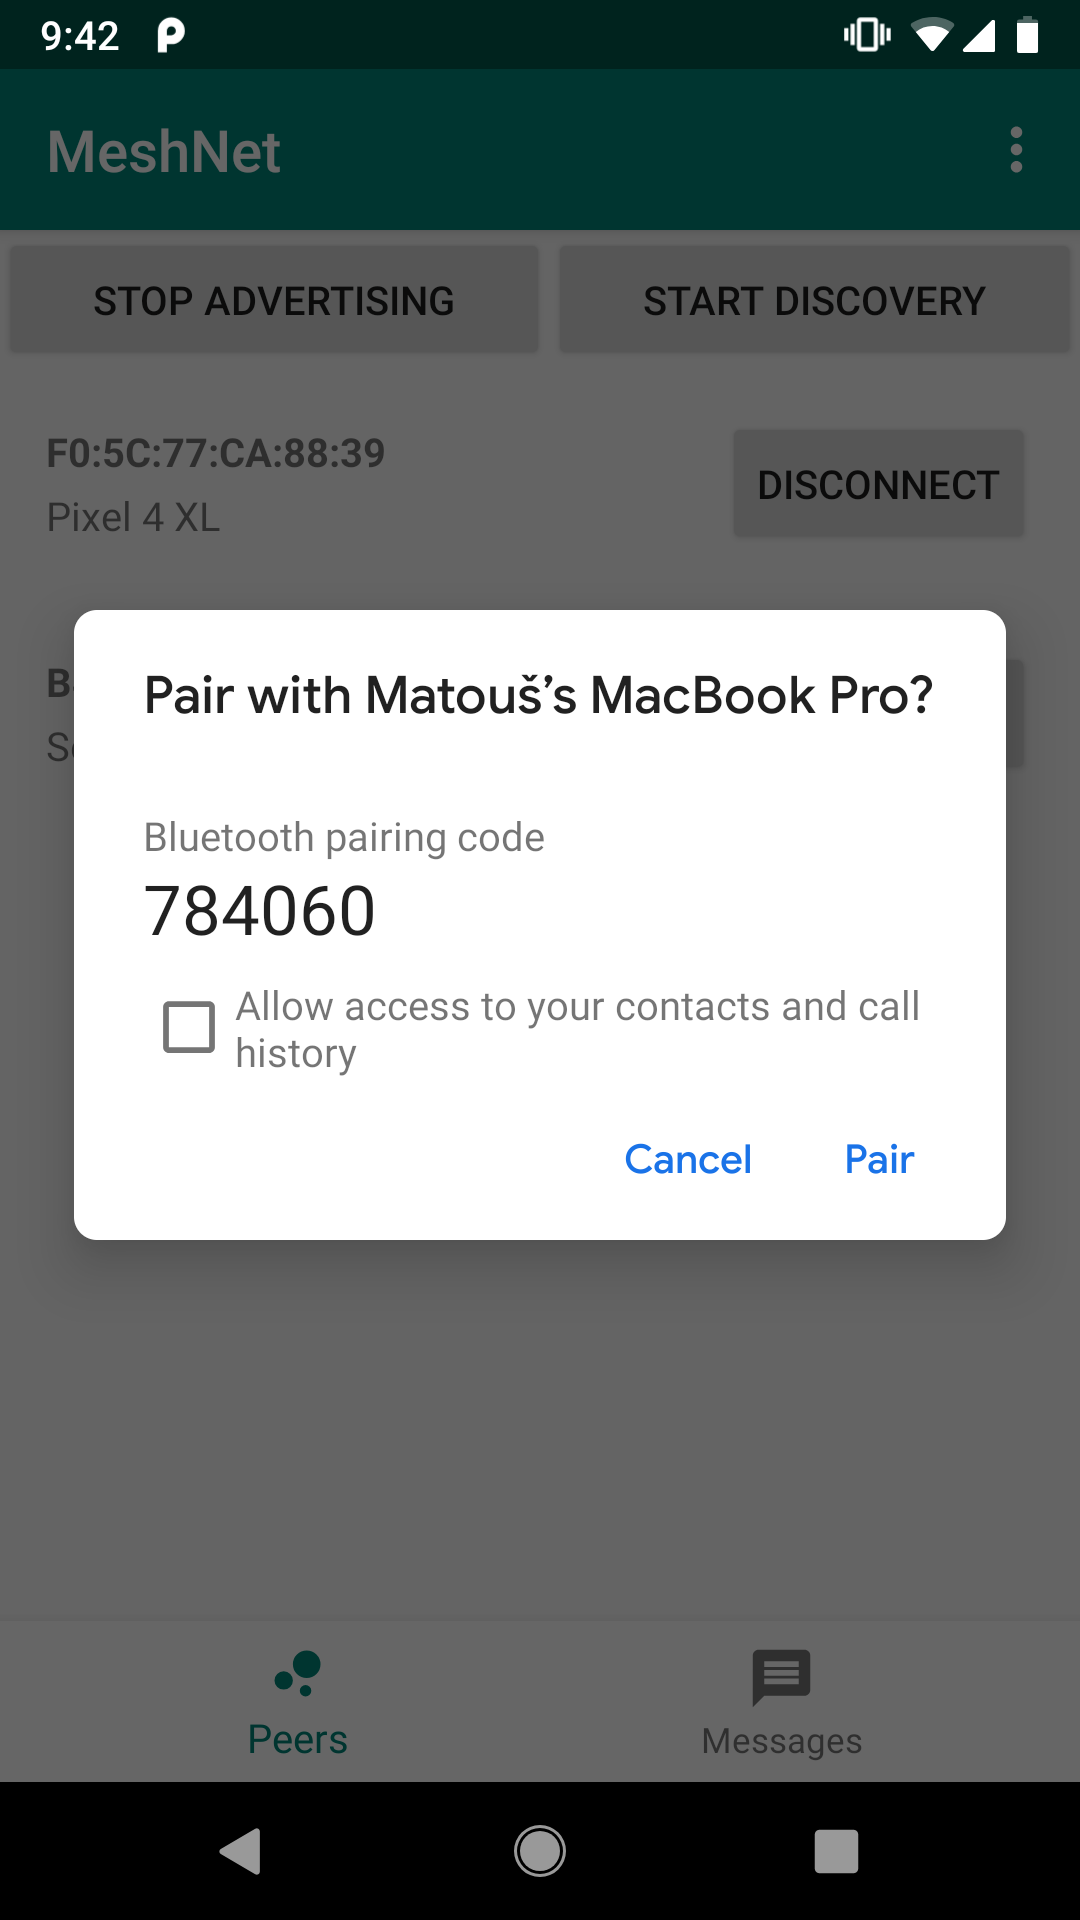 9:42
MeshNet
STOP ADVERTISING
START DISCOVERY
F0:5C:77:CA:88:39
Pixel 4 XL
DISCONNECT
Pair with Matouš’s MacBook Pro?
Bluetooth pairing code
784060
Allow access to your contacts and call
history
Cancel
Pair
Peers
Messages